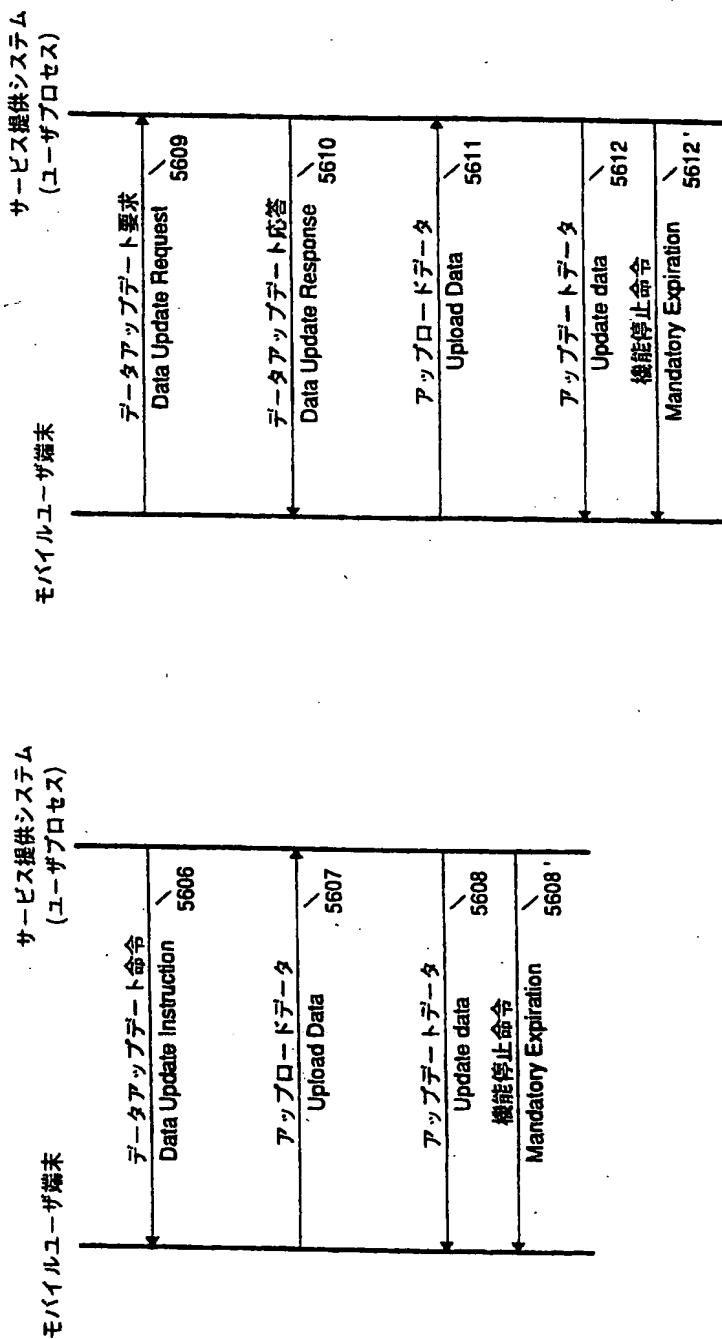 モバイルユーザ端末
サービス提供システム
(ユーザプロセス)
データアップデート命令
Data Update Instruction
5606
アップロードデータ
Upload Data
5607
アップデートデータ
Update data
5608
機能停止命令
Mandatory Expiration
5608'
モバイルユーザ端末
サービス提供システム
(ユーザプロセス)
データアップデート要求
Data Update Request
5609
データアップデート応答
Data Update Response
5610
アップロードデータ
Upload Data
5611
アップデートデータ
Update data
5612
機能停止命令
Mandatory Expiration
5612'